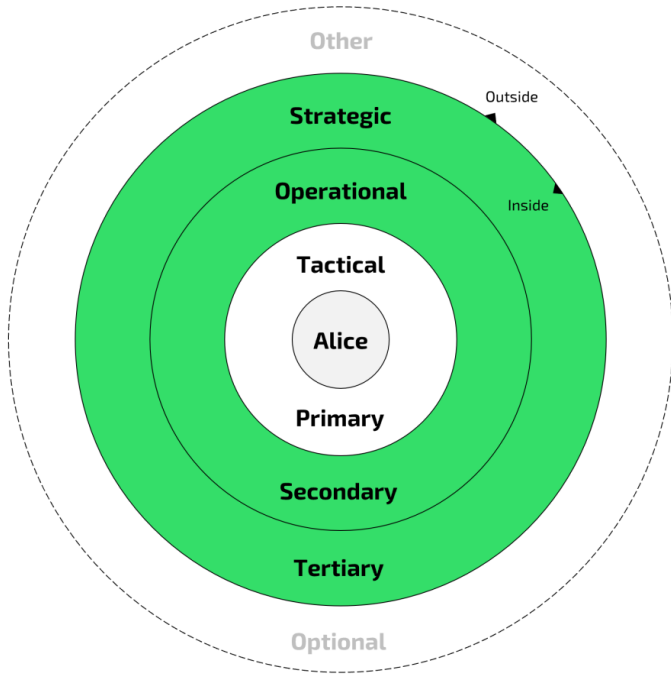 Other
Outside
Strategic
Operational
Inside
Tactical
Alice
Primary
Secondary
Tertiary
Optional